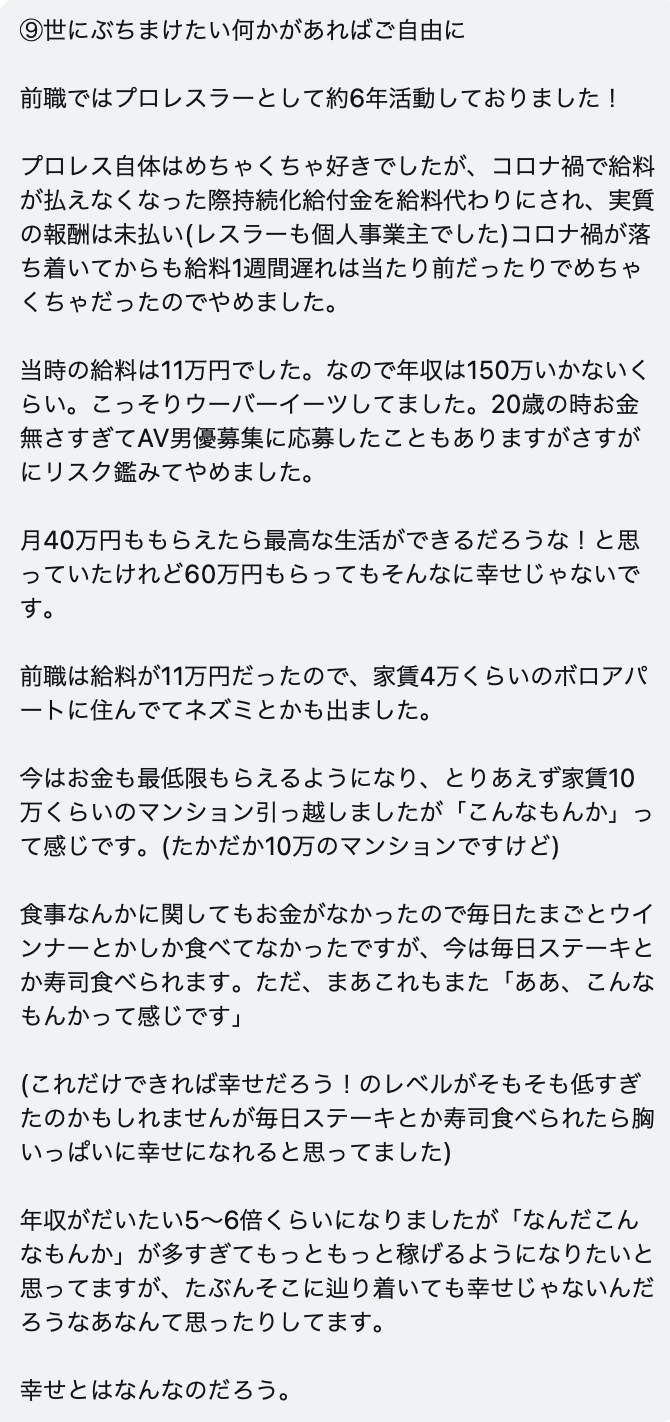 ⑨世にぶちまけたい何かがあればご自由に
前職ではプロレスラーとして約6年活動しておりました！
プロレス自体はめちゃくちゃ好きでしたが、コロナ禍で給料
が払えなくなった際持続化給付金を給料代わりにされ、実質
の報酬は未払い(レスラーも個人事業主でした)コロナ禍が落
ち着いてからも給料1週間遅れは当たり前だったりでめちゃ
くちゃだったのでやめました。
当時の給料は11万円でした。なので年収は150万いかないく
らい。こっそりウーバーイーツしてました。20歳の時お金
無さすぎてAV男優募集に応募したこともありますがさすが
にリスク鑑みてやめました。
月40万円ももらえたら最高な生活ができるだろうな！と思
っていたけれど60万円もらってもそんなに幸せじゃないで
す。
前職は給料が11万円だったので、家賃4万くらいのボロアパ
ートに住んでてネズミとかも出ました。
今はお金も最低限もらえるようになり、とりあえず家賃10
万くらいのマンション引っ越しましたが「こんなもんか」っ
て感じです。(たかだか10万のマンションですけど)
食事なんかに関してもお金がなかったので毎日たまごとウイ
ンナーとかしか食べてなかったですが、今は毎日ステーキと
か寿司食べられます。ただ、まあこれもまた「ああ、こんな
もんかって感じです」
(これだけできれば幸せだろう！のレベルがそもそも低すぎ
たのかもしれませんが毎日ステーキとか寿司食べられたら胸
いっぱいに幸せになれると思ってました)
年収がだいたい5〜6倍くらいになりましたが「なんだこん
なもんか」が多すぎてもっともっと稼げるようになりたいと
思ってますが、たぶんそこに辿り着いても幸せじゃないんだ
ろうなあなんて思ったりしてます。
幸せとはなんなのだろう。